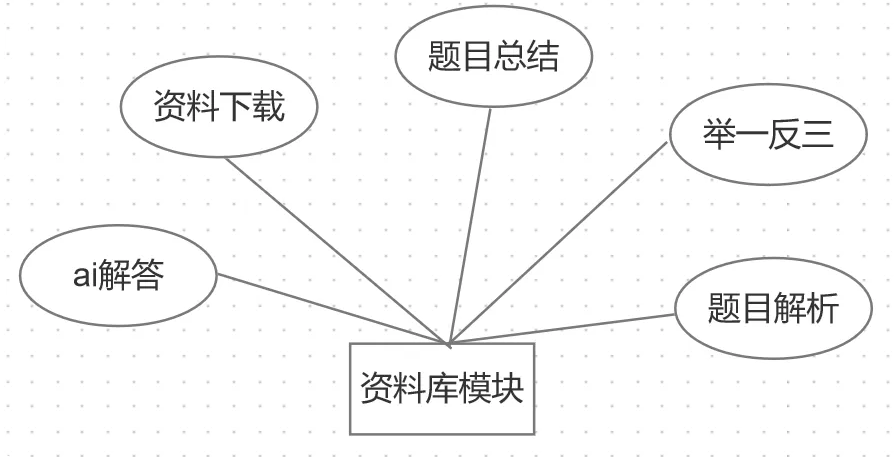 题目总结
资料下载
举一反三
ai解答
题目解析
资料库模块